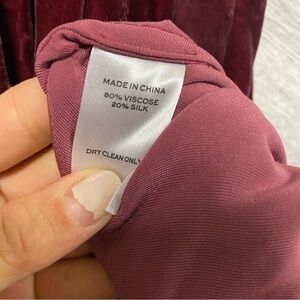 MADE IN CHINA
80% VISCOSE
20% SILK
DRY CLEAN ONLY